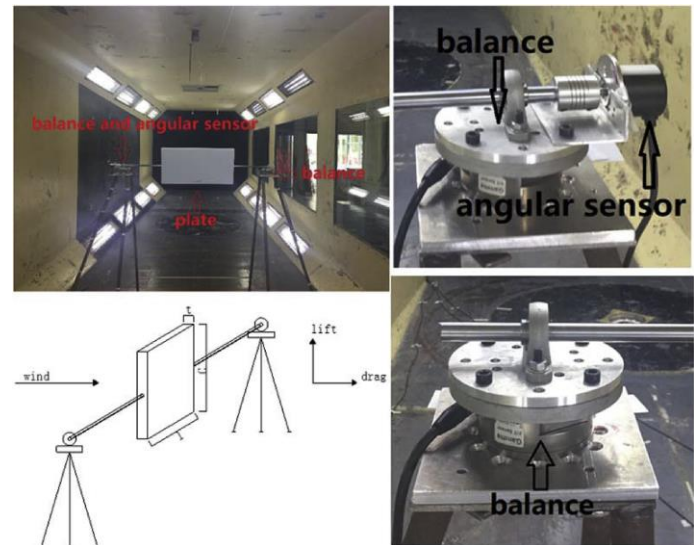 balance and angular sensor
balance
plate
balance
angular sensor
t
lift
wind
drag
balance